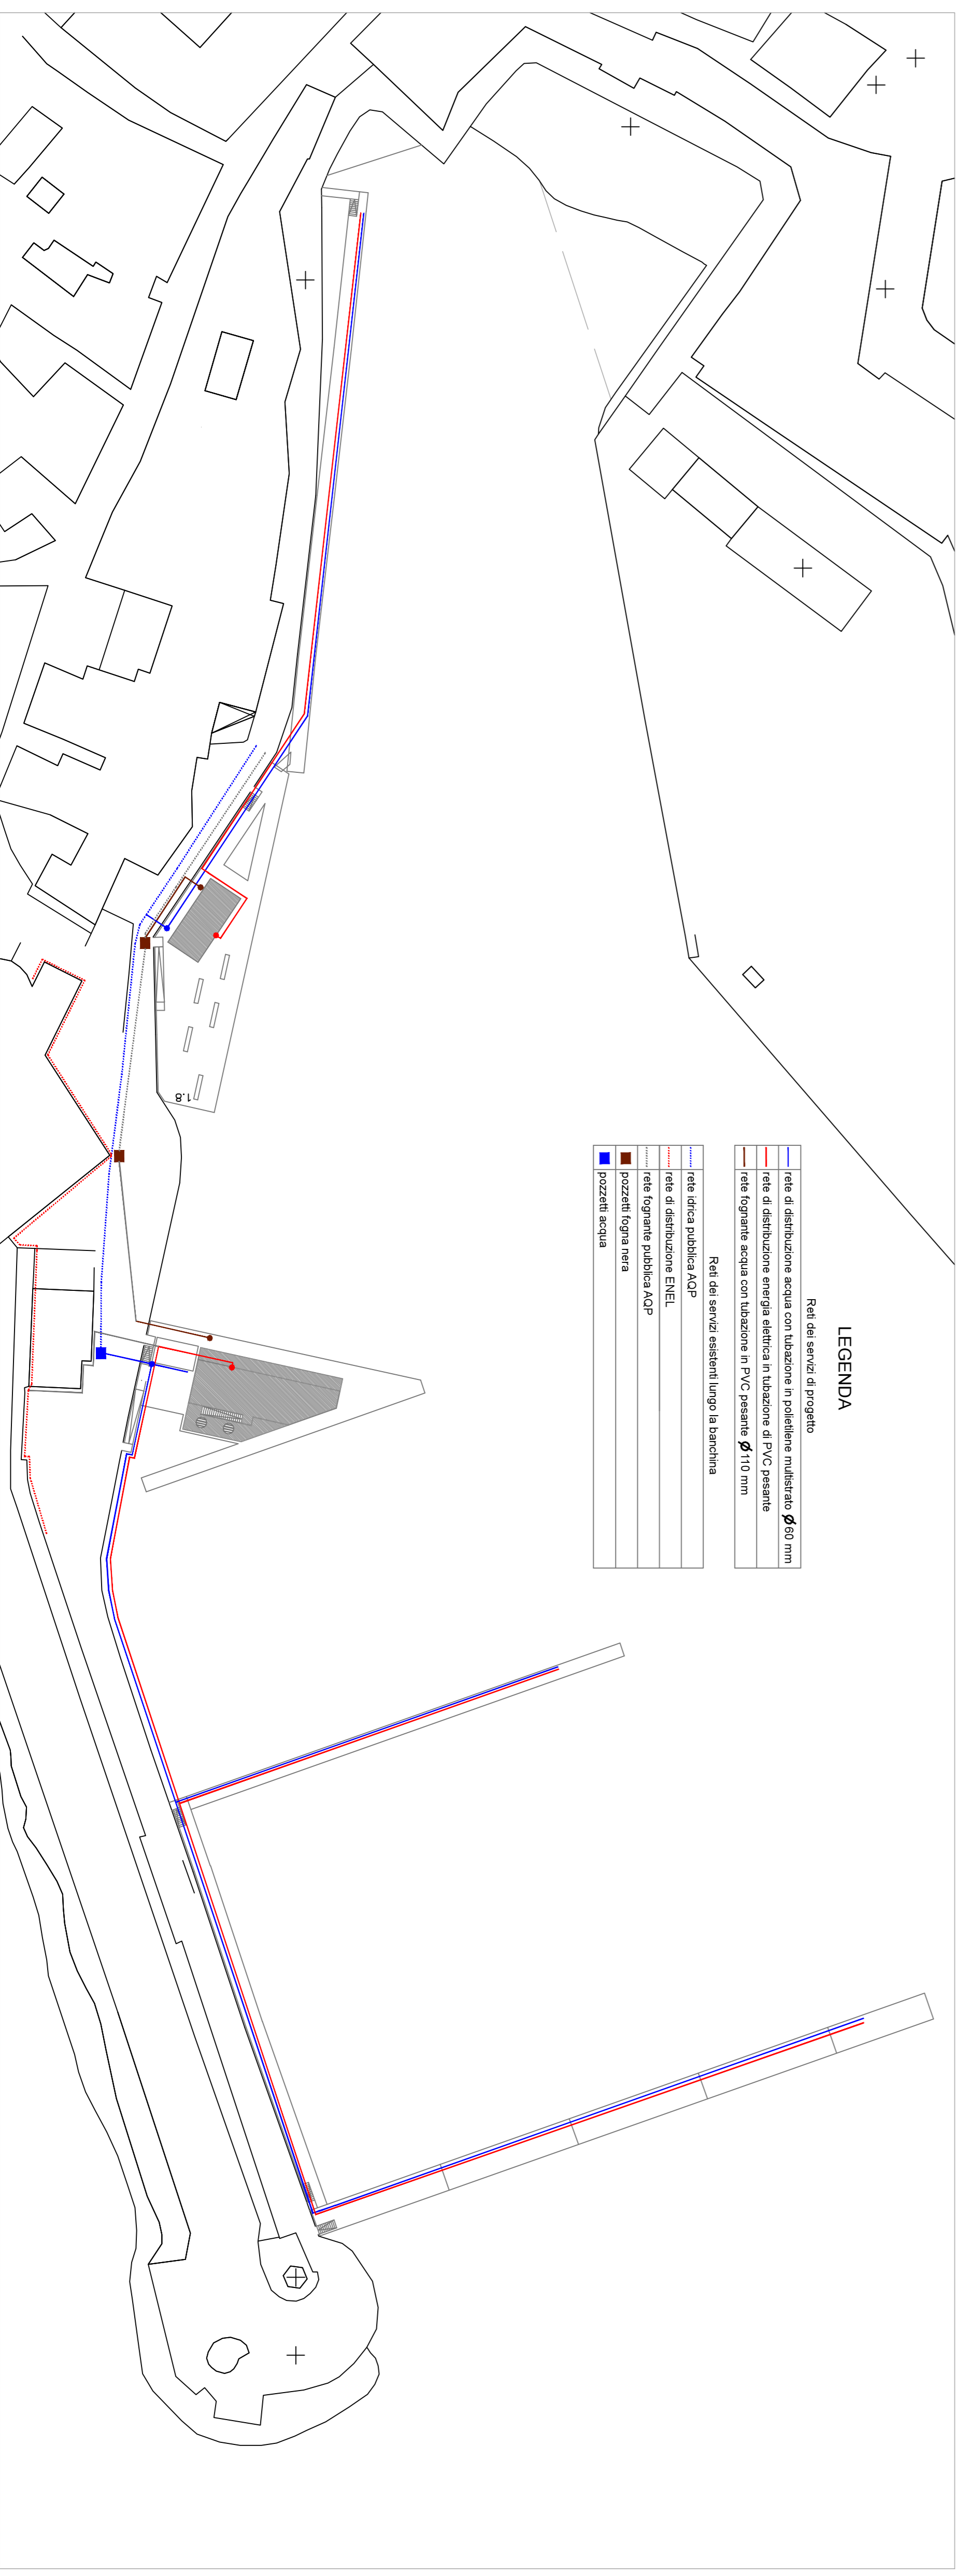 LEGENDA
Reti dei servizi di progetto
rete di distribuzione acqua con tubazione in polietilene multistrato Ø 60 mm
rete di distribuzione energia elettrica in tubazione di PVC pesante
rete fognante acqua con tubazione in PVC pesante Ø 110 mm
Reti dei servizi esistenti lungo la banchina
rete idrica pubblica AQP
rete di distribuzione ENEL
rete fognante pubblica AQP
pozzetti fogna nera
pozzetti acqua
1.8